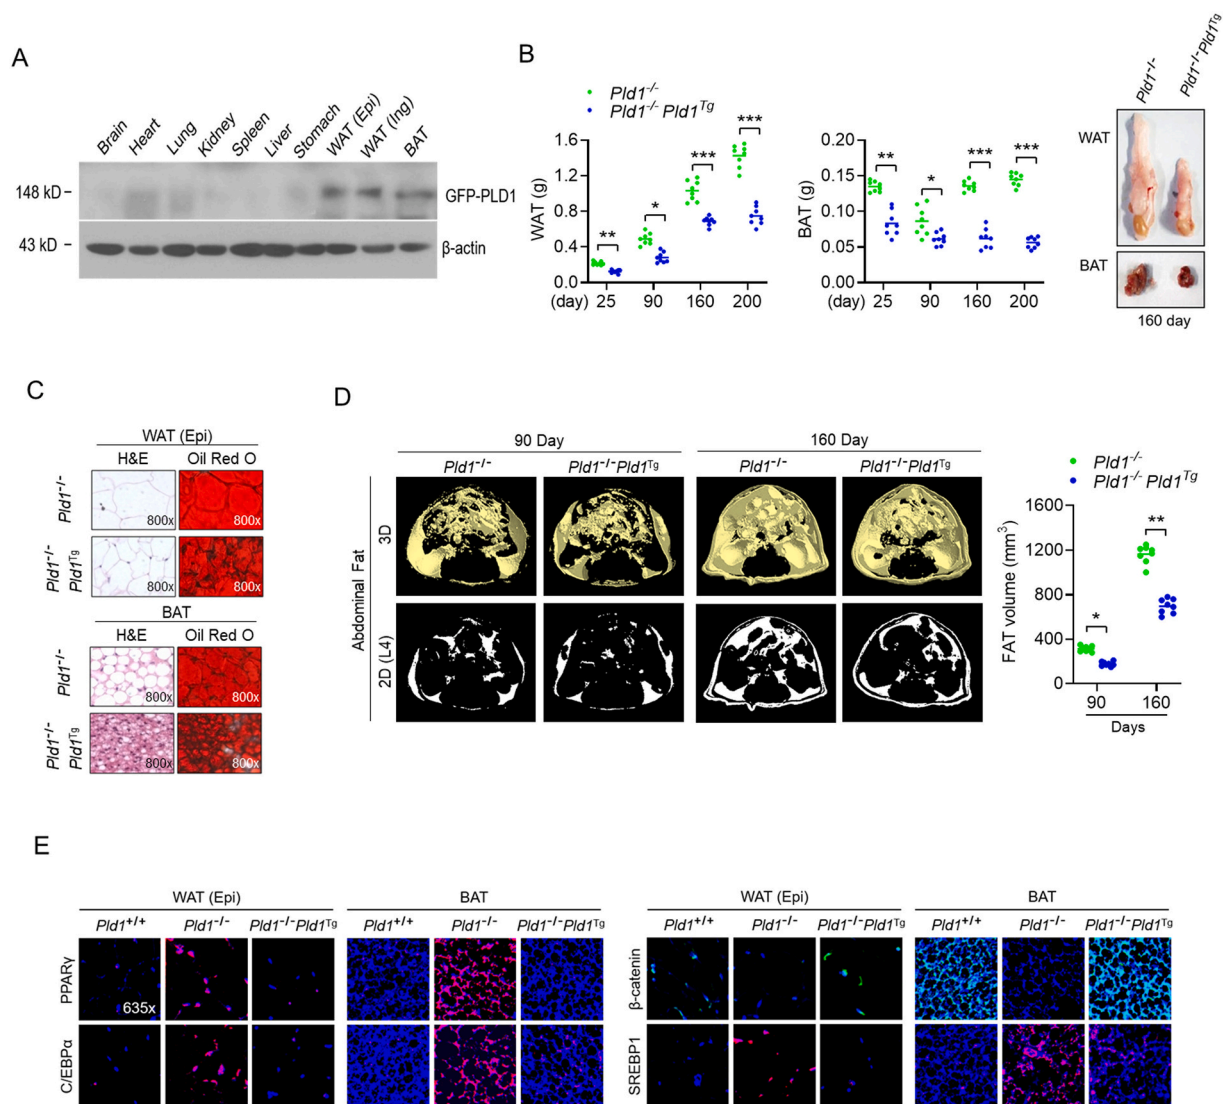 A
Brain
Heart
Lung
Kidney
Spleen
Liver
Stomach
WAT (Epi)
WAT (Ing)
BAT
148 kD
GFP-PLD1
43 kD
β-actin
B
Pld1-/-
Pld1-/- Pld1Tg
WAT (g)
1.6
1.2
0.8
0.4
0.0
**
*
***
***
(day) 25 90 160 200
BAT (g)
0.20
0.15
0.10
0.05
0.00
**
*
***
***
(day) 25 90 160 200
Pld1-/-
Pld1-/-Pld1Tg
WAT
BAT
160 day
C
WAT (Epi)
H&E Oil Red O
Pld1-/-
800x 800x
Pld1-/-
Pld1Tg
800x 800x
BAT
H&E Oil Red O
Pld1-/-
800x 800x
Pld1-/-
Pld1Tg
800x 800x
D
90 Day 160 Day
Pld1-/- Pld1-/-Pld1Tg Pld1-/- Pld1-/-Pld1Tg
Abdominal Fat
3D
2D (L4)
Pld1-/-
Pld1-/- Pld1Tg
FAT volume (mm3)
1600
1200
800
400
0
*
**
90 160
Days
E
WAT (Epi) BAT WAT (Epi) BAT
Pld1+/+ Pld1-/- Pld1-/-Pld1Tg Pld1+/+ Pld1-/- Pld1-/-Pld1Tg Pld1+/+ Pld1-/- Pld1-/-Pld1Tg Pld1+/+ Pld1-/- Pld1-/-Pld1Tg
PPARγ
635x
β-catenin
C/EBPα
SREBP1